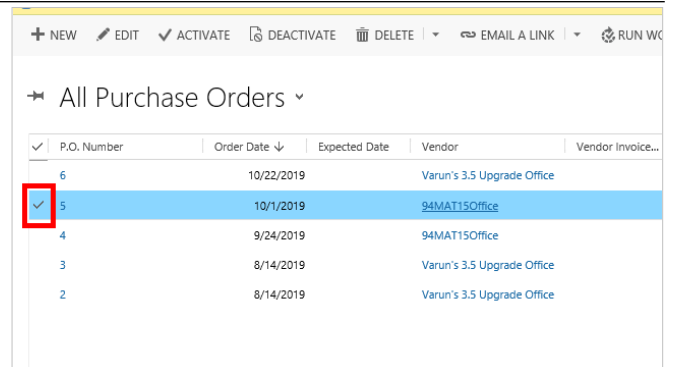 NEW EDIT ACTIVATE DEACTIVATE DELETE EMAIL A LINK RUN WO
All Purchase Orders
P.O. Number Order Date ↓ Expected Date Vendor Vendor Invoice...
6 10/22/2019 Varun's 3.5 Upgrade Office
5 10/1/2019 94MAT15Office
4 9/24/2019 94MAT15Office
3 8/14/2019 Varun's 3.5 Upgrade Office
2 8/14/2019 Varun's 3.5 Upgrade Office